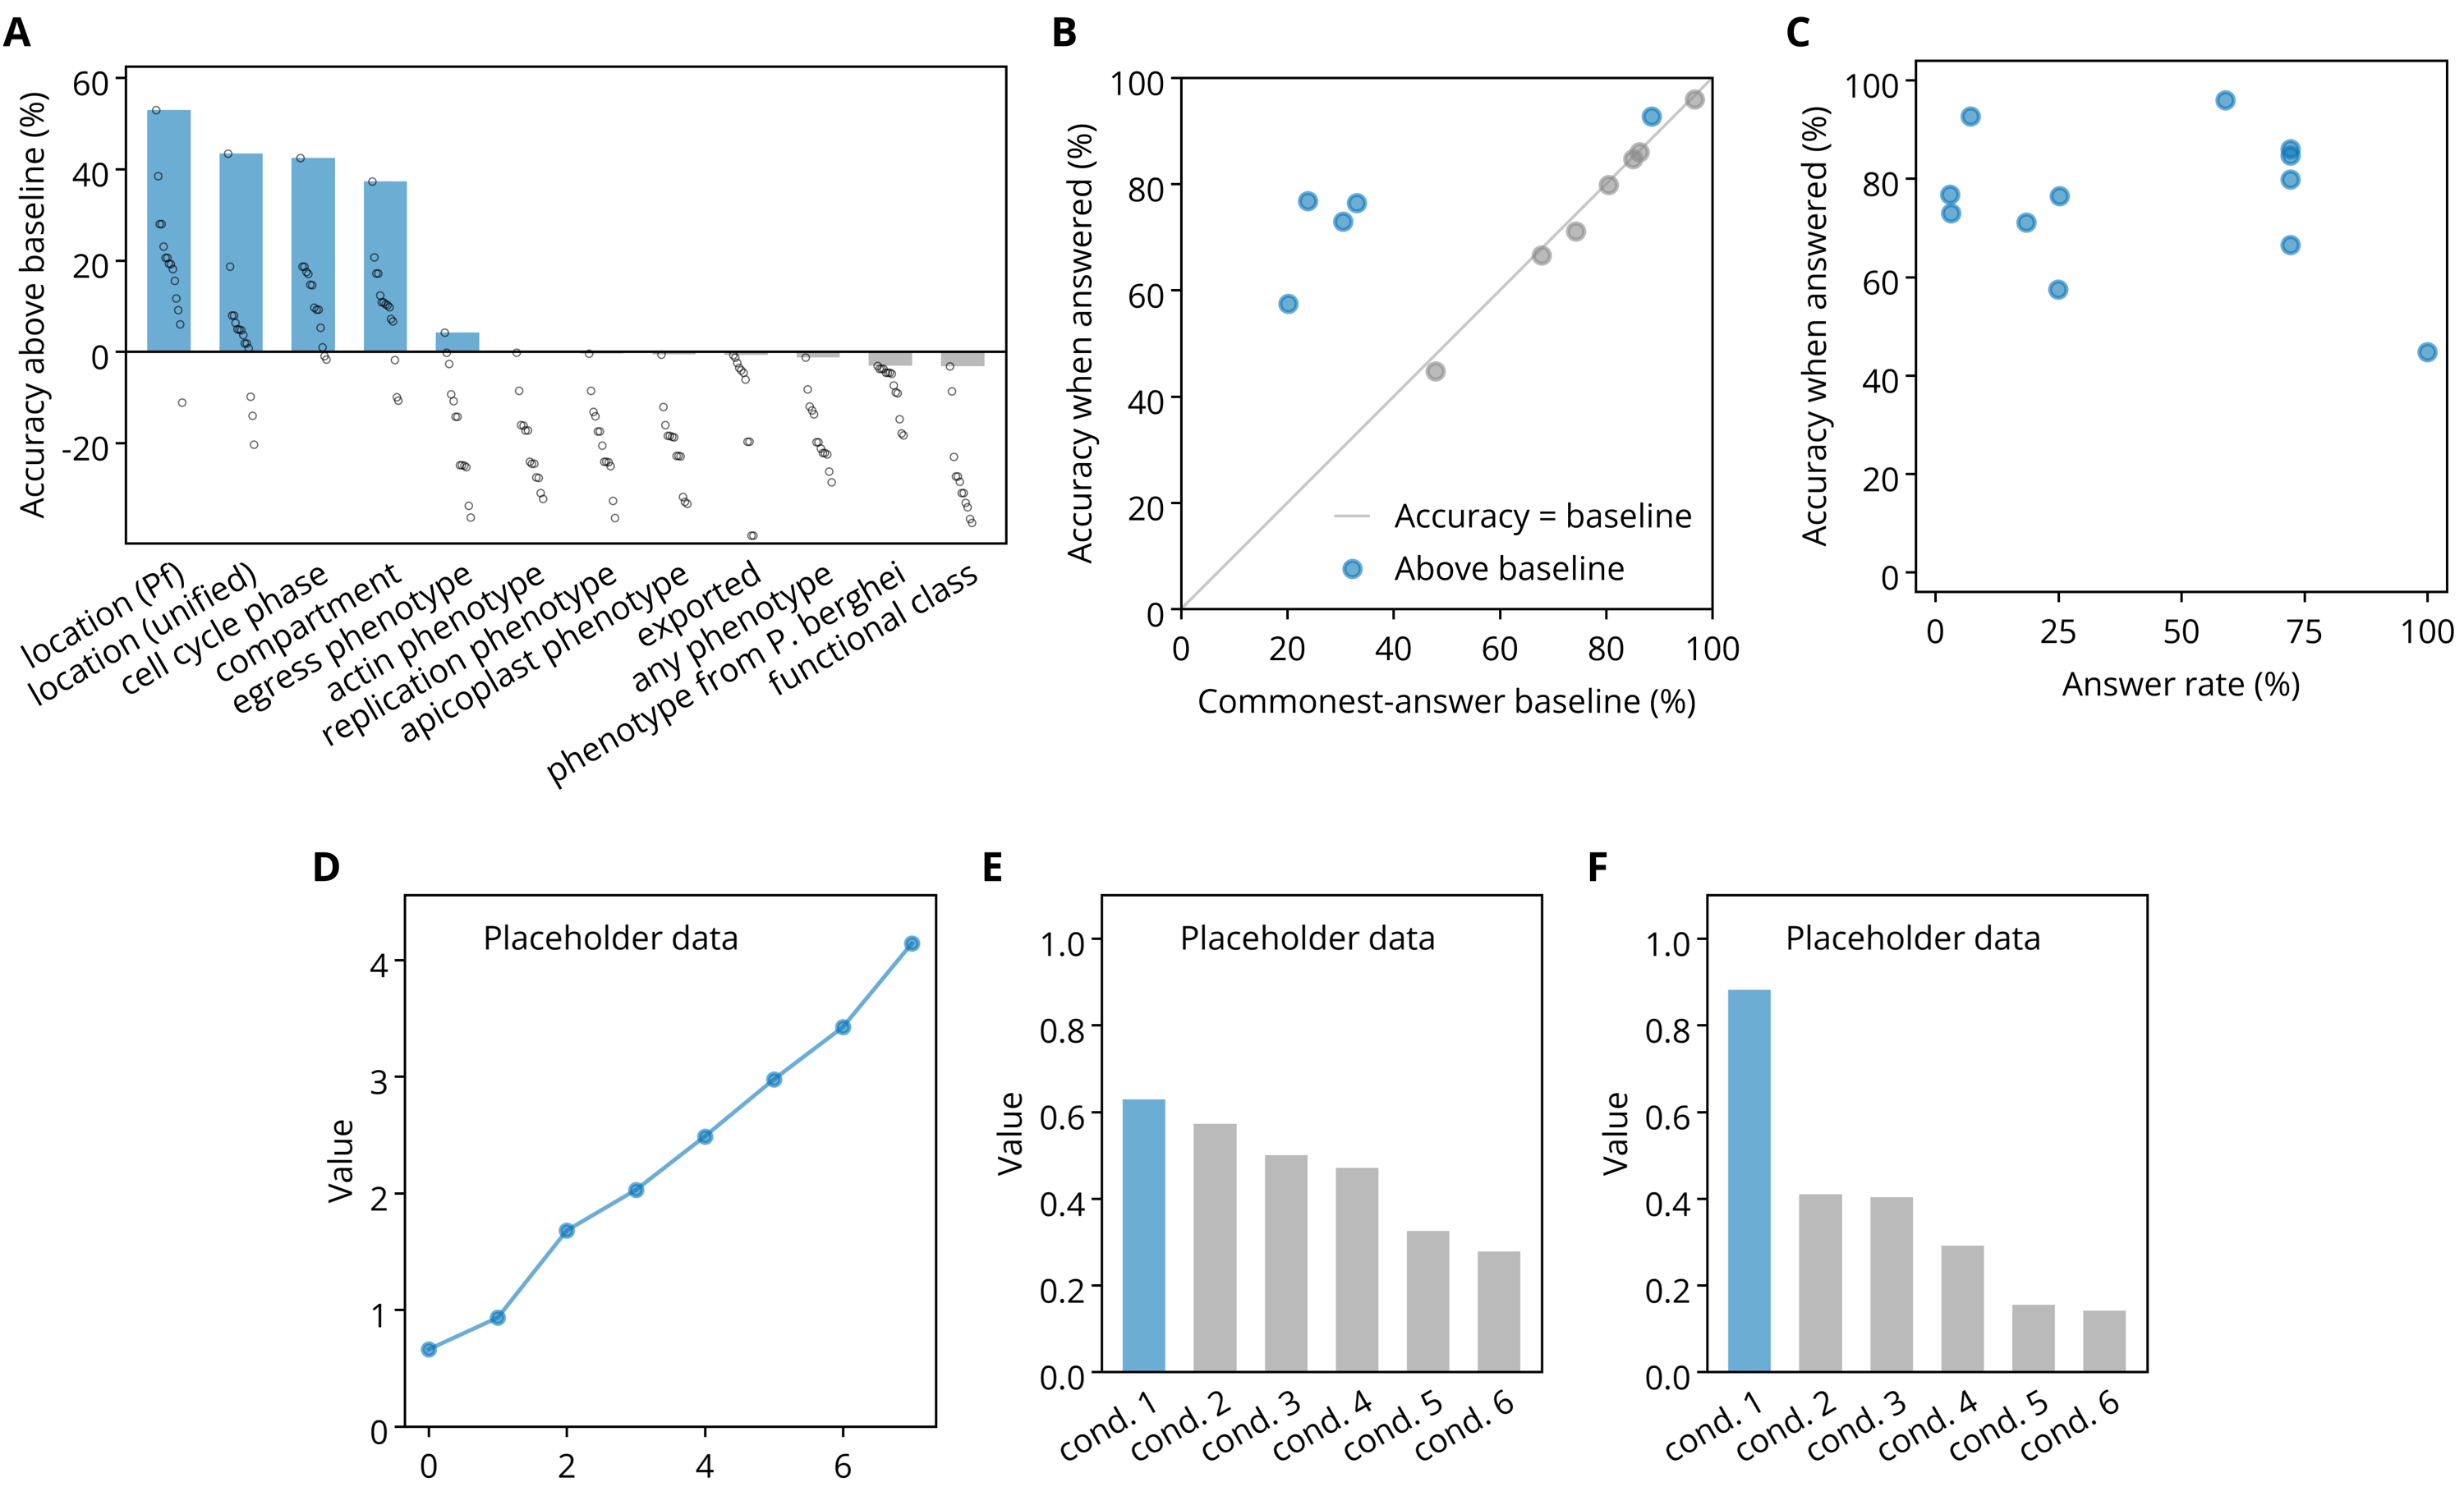 A
Accuracy above baseline (%)
60
40
20
0
-20
location (Pf)
location (unified)
cell cycle phase
compartment
egress phenotype
actin phenotype
replication phenotype
apicoplast phenotype
exported
any phenotype
phenotype from P. berghei
functional class
B
Accuracy when answered (%)
100
80
60
40
20
0
0 20 40 60 80 100
Commonest-answer baseline (%)
Accuracy = baseline
Above baseline
C
Accuracy when answered (%)
100
80
60
40
20
0
0 25 50 75 100
Answer rate (%)
D
Placeholder data
Value
4
3
2
1
0
0 2 4 6
E
Placeholder data
Value
1.0
0.8
0.6
0.4
0.2
0.0
cond. 1
cond. 2
cond. 3
cond. 4
cond. 5
cond. 6
F
Placeholder data
Value
1.0
0.8
0.6
0.4
0.2
0.0
cond. 1
cond. 2
cond. 3
cond. 4
cond. 5
cond. 6